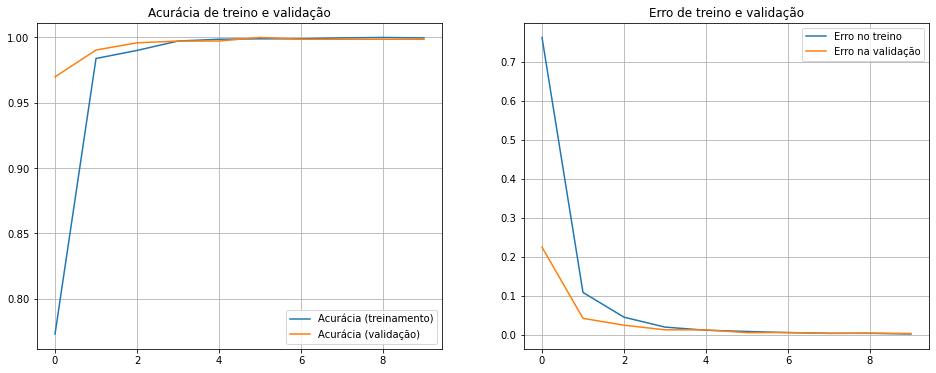 Acurácia de treino e validação
1.00
0.95
0.90
0.85
0.80
0 2 4 6 8
Acurácia (treinamento)
Acurácia (validação)
Erro de treino e validação
0.7
0.6
0.5
0.4
0.3
0.2
0.1
0.0
0 2 4 6 8
Erro no treino
Erro na validação